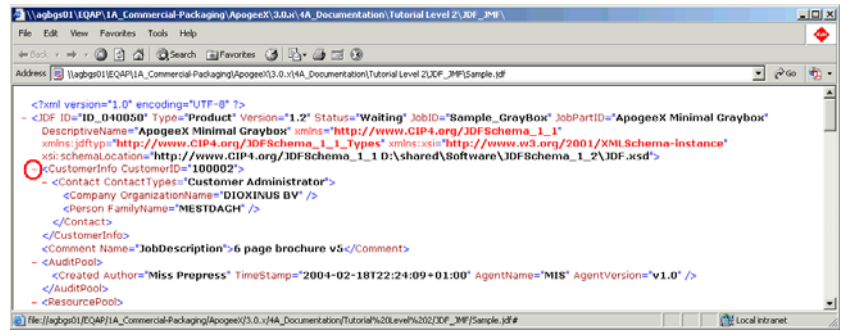 \\agbgs01\EQAP\1A_Commercial-Packaging\ApogeeX\3.0.x\4A_Documentation\Tutorial Level 2\JDF_JMF\
File Edit View Favorites Tools Help
Back Search Favorites
Address \\agbgs01\EQAP\1A_Commercial-Packaging\ApogeeX\3.0.x\4A_Documentation\Tutorial Level 2\JDF_JMF\Sample.jdf Go
<?xml version="1.0" encoding="UTF-8" ?>
- <JDF ID="ID_040050" Type="Product" Version="1.2" Status="Waiting" JobID="Sample_GrayBox" JobPartID="ApogeeX Minimal Graybox"
DescriptiveName="ApogeeX Minimal Graybox" xmlns="http://www.CIP4.org/JDFSchema_1_1"
xmlns:jdftyp="http://www.CIP4.org/JDFSchema_1_1_Types" xmlns:xsi="http://www.w3.org/2001/XMLSchema-instance"
xsi:schemaLocation="http://www.CIP4.org/JDFSchema_1_1 D:\shared\Software\JDFSchema_1_2\JDF.xsd">
- <CustomerInfo CustomerID="100002">
- <Contact ContactTypes="Customer Administrator">
<Company OrganizationName="DIOXINUS BV" />
<Person FamilyName="MESTDAGH" />
</Contact>
</CustomerInfo>
<Comment Name="JobDescription">6 page brochure v5</Comment>
- <AuditPool>
<Created Author="Miss Prepress" TimeStamp="2004-02-18T22:24:09+01:00" AgentName="MIS" AgentVersion="v1.0" />
</AuditPool>
- <ResourcePool>
file://agbgs01/EQAP/1A_Commercial-Packaging/ApogeeX/3.0.x/4A_Documentation/Tutorial%20Level%202/JDF_JMF/Sample.jdf# Local intranet